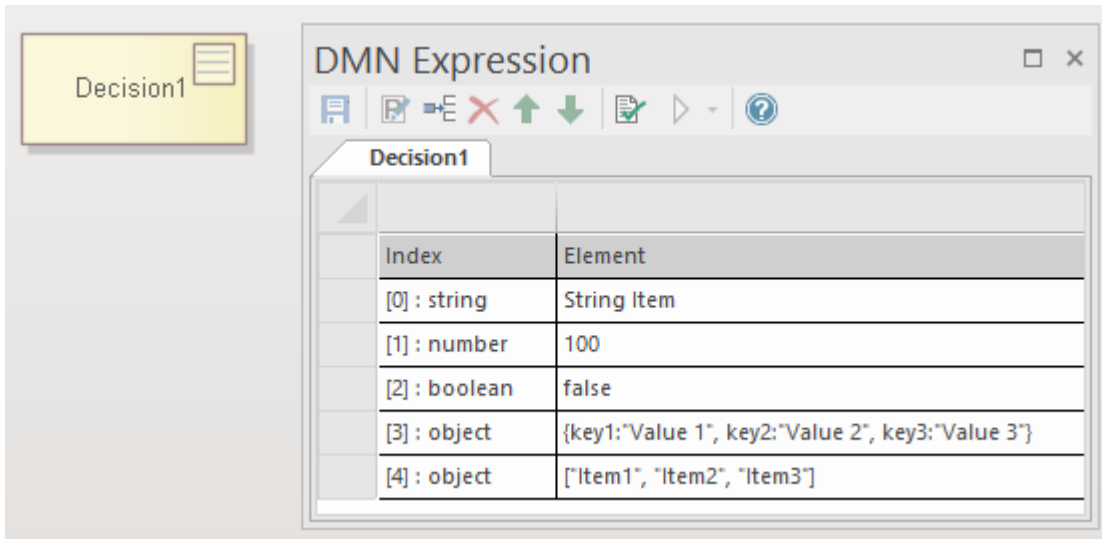 Decision1
DMN Expression
Decision1
Index Element
[0] : string String Item
[1] : number 100
[2] : boolean false
[3] : object {key1:"Value 1", key2:"Value 2", key3:"Value 3"}
[4] : object ["Item1", "Item2", "Item3"]